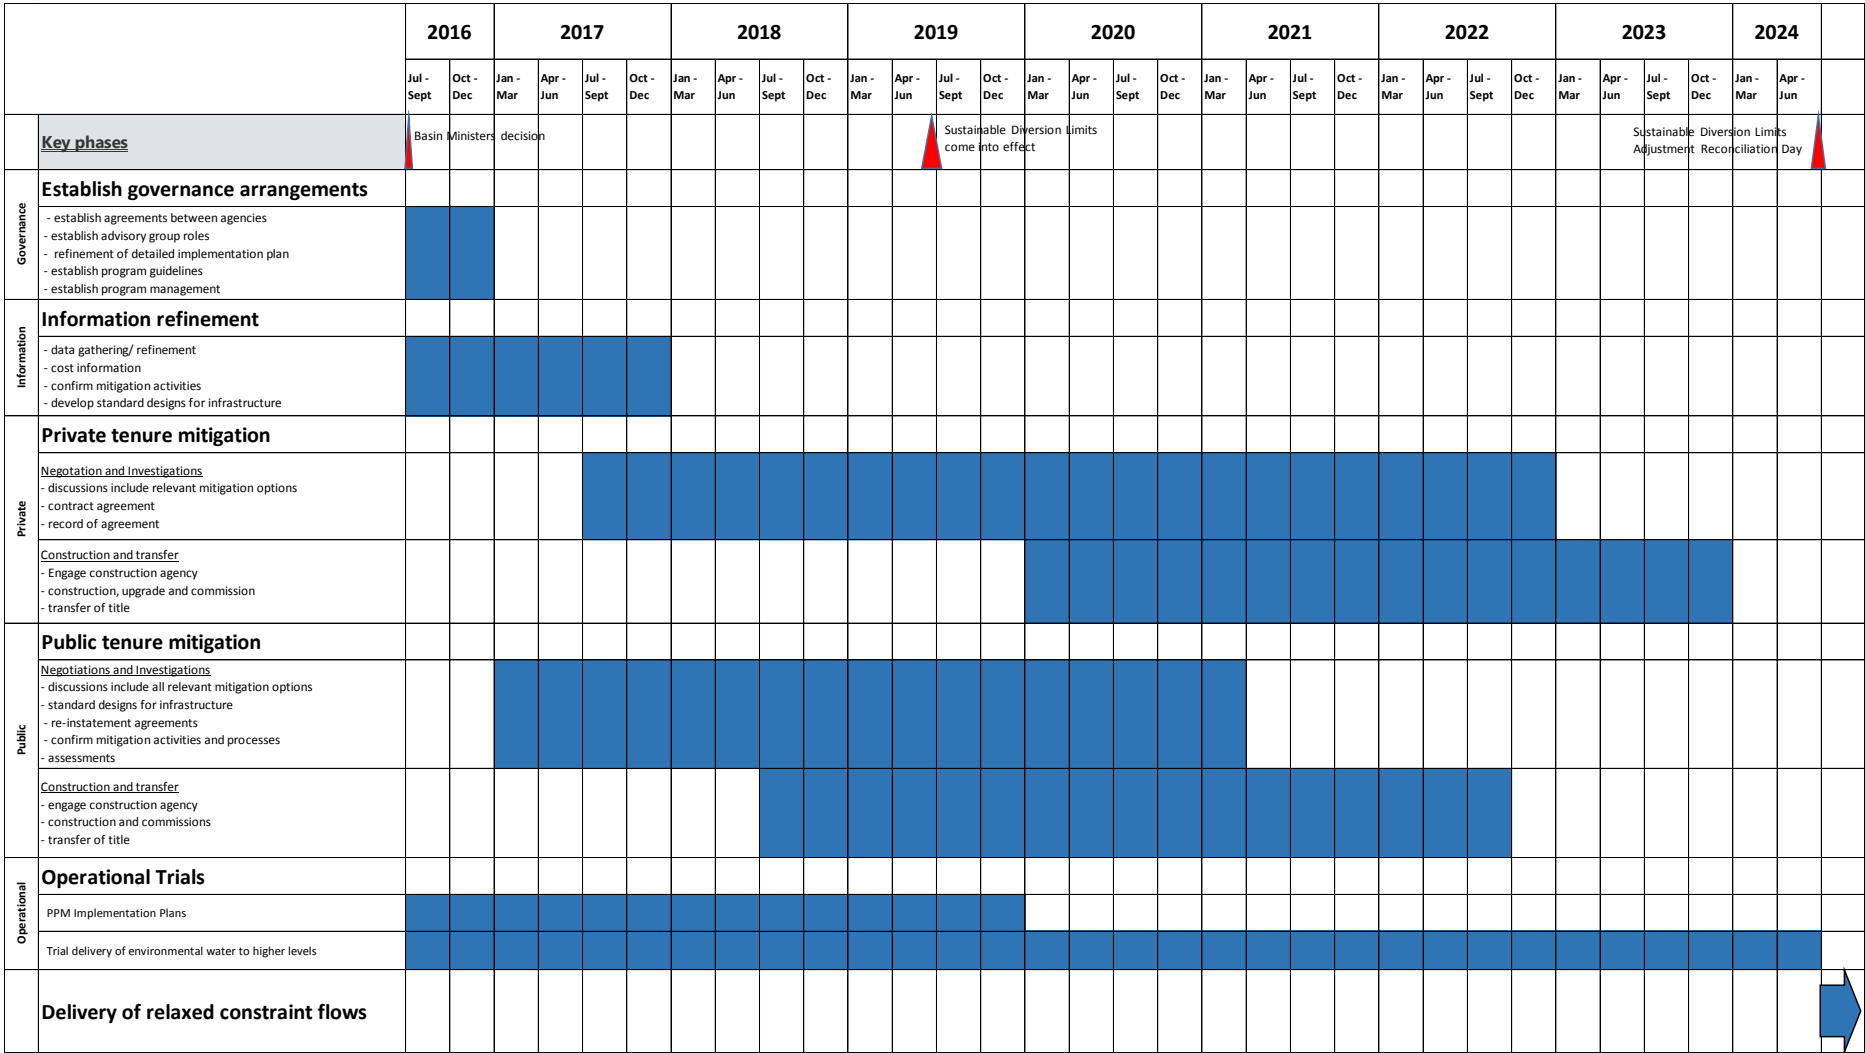 2016 2017 2018 2019 2020 2021 2022 2023 2024
Jul - Oct - Jan - Apr - Jul - Oct - Jan - Apr - Jul - Oct - Jan - Apr - Jul - Oct - Jan - Apr - Jul - Oct - Jan - Apr - Jul - Oct - Jan - Apr - Jul - Oct - Jan - Apr - Jul - Oct - Jan - Apr -
Sept Dec Mar Jun Sept Dec Mar Jun Sept Dec Mar Jun Sept Dec Mar Jun Sept Dec Mar Jun Sept Dec Mar Jun Sept Dec Mar Jun Sept Dec Mar Jun
Key phases
Basin Ministers decision
Sustainable Diversion Limits
come into effect
Sustainable Diversion Limits
Adjustment Reconciliation Day
Governance
Establish governance arrangements
- establish agreements between agencies
- establish advisory group roles
- refinement of detailed implementation plan
- establish program guidelines
- establish program management
Information
Information refinement
- data gathering/ refinement
- cost information
- confirm mitigation activities
- develop standard designs for infrastructure
Private
Private tenure mitigation
Negotation and Investigations
- discussions include relevant mitigation options
- contract agreement
- record of agreement
Construction and transfer
- Engage construction agency
- construction, upgrade and commission
- transfer of title
Public
Public tenure mitigation
Negotiations and Investigations
- discussions include all relevant mitigation options
- standard designs for infrastructure
- re-instatement agreements
- confirm mitigation activities and processes
- assessments
Construction and transfer
- engage construction agency
- construction and commissions
- transfer of title
Operational
Operational Trials
PPM Implementation Plans
Trial delivery of environmental water to higher levels
Delivery of relaxed constraint flows